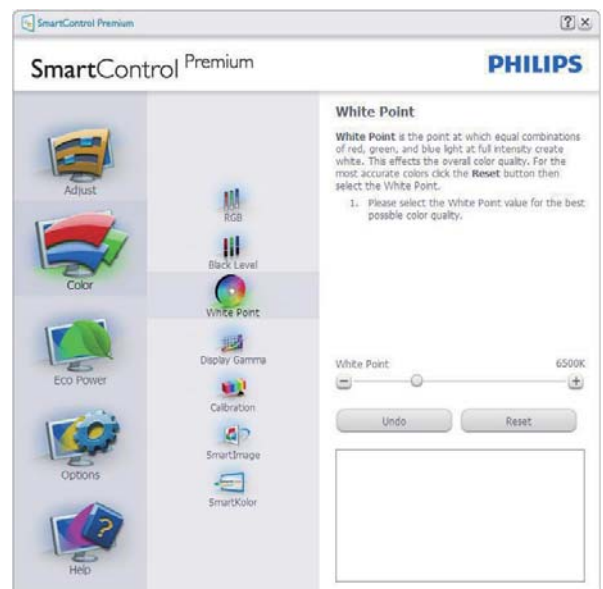 SmartControl Premium
SmartControl Premium
PHILIPS
Adjust
Color
Eco Power
Options
Help
RGB
Black Level
White Point
Display Gamma
Calibration
SmartImage
SmartKolor
White Point
White Point is the point at which equal combinations
of red, green, and blue light at full intensity create
white. This effects the overall color quality. For the
most accurate colors click the Reset button then
select the White Point.
1. Please select the White Point value for the best
possible color quality.
White Point 6500K
Undo Reset